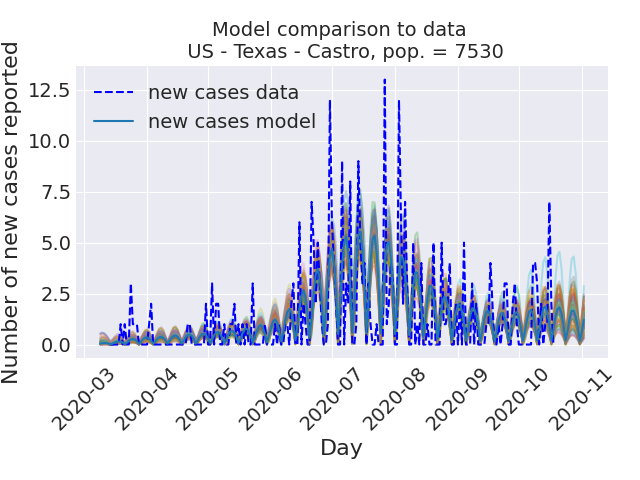 Model comparison to data
US - Texas - Castro, pop. = 7530
Number of new cases reported
12.5
10.0
7.5
5.0
2.5
0.0
new cases data
new cases model
2020-03
2020-04
2020-05
2020-06
2020-07
2020-08
2020-09
2020-10
2020-11
Day